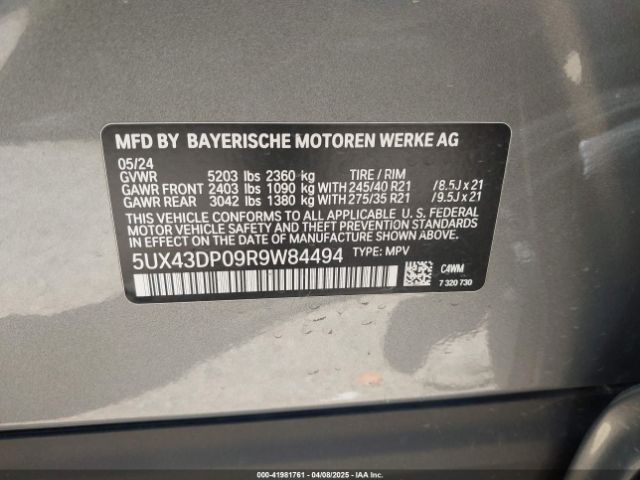 MFD BY BAYERISCHE MOTOREN WERKE AG
05/24
GVWR 5203 lbs 2360 kg TIRE / RIM
GAWR FRONT 2403 lbs 1090 kg WITH 245/40 R21 /8.5J x 21
GAWR REAR 3042 lbs 1380 kg WITH 275/35 R21 /9.5J x 21
THIS VEHICLE CONFORMS TO ALL APPLICABLE U. S. FEDERAL
MOTOR VEHICLE SAFETY, BUMPER, AND THEFT PREVENTION STANDARDS
IN EFFECT ON THE DATE OF MANUFACTURE SHOWN ABOVE.
5UX43DP09R9W84494 TYPE: MPV
C4WM
7 320 730
000-41981761 - 04/08/2025 - IAA Inc.